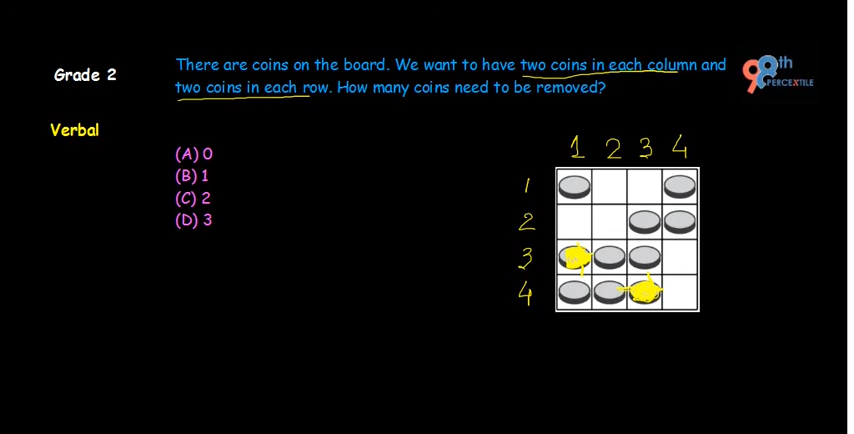 There are coins on the board. We want to have two coins in each column and
Grade 2
two coins in each row. How many coins need to be removed?
98th
PERCEXTILE
Verbal
(A) 0
(B) 1
(C) 2
(D) 3
1 2 3 4
1
2
3
4